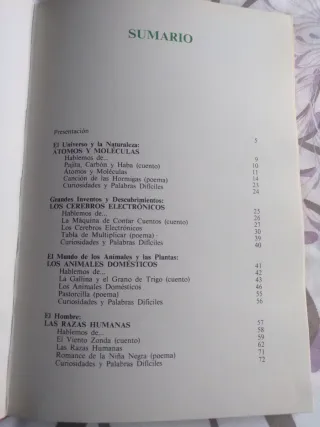 SUMARIO
Presentación 5
El Universo y la Naturaleza:
ATOMOS Y MOLÉCULAS 9
Hablemos de... 10
Pajita, Carbón y Haba (cuento) 11
Átomos y Moléculas 14
Canción de las Hormigas (poema) 23
Curiosidades y Palabras Difíciles 24
Grandes Inventos y Descubrimientos:
LOS CEREBROS ELECTRÓNICOS 25
Hablemos de... 26
La Máquina de Contar Cuentos (cuento) 27
Los Cerebros Electrónicos 30
Tabla de Multiplicar (poema) 39
Curiosidades y Palabras Difíciles 40
El Mundo de los Animales y las Plantas:
LOS ANIMALES DOMÉSTICOS 41
Hablemos de... 42
La Gallina y el Grano de Trigo (cuento) 43
Los Animales Domésticos 46
Pastorcilla (poema) 55
Curiosidades y Palabras Difíciles 56
El Hombre:
LAS RAZAS HUMANAS 57
Hablemos de... 58
El Viento Zonda (cuento) 59
Las Razas Humanas 62
Romance de la Niña Negra (poema) 71
Curiosidades y Palabras Difíciles 72